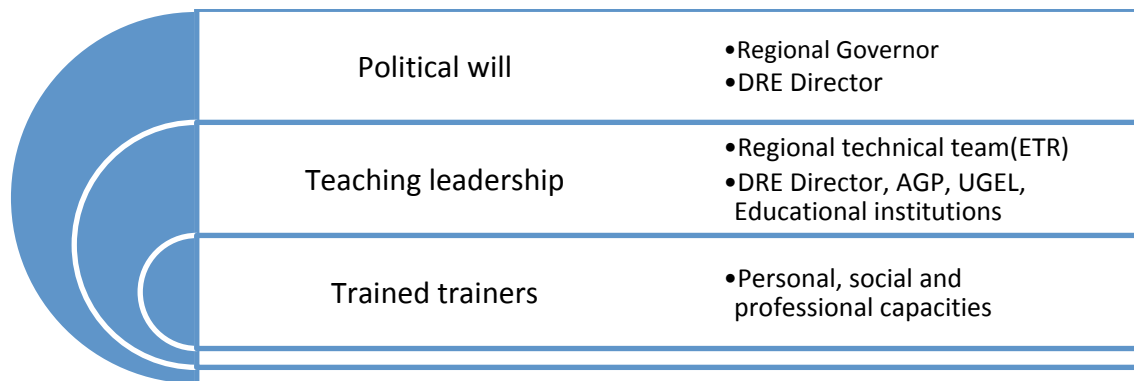 Political will
•Regional Governor
•DRE Director
Teaching leadership
•Regional technical team(ETR)
•DRE Director, AGP, UGEL,
Educational institutions
Trained trainers
•Personal, social and
professional capacities